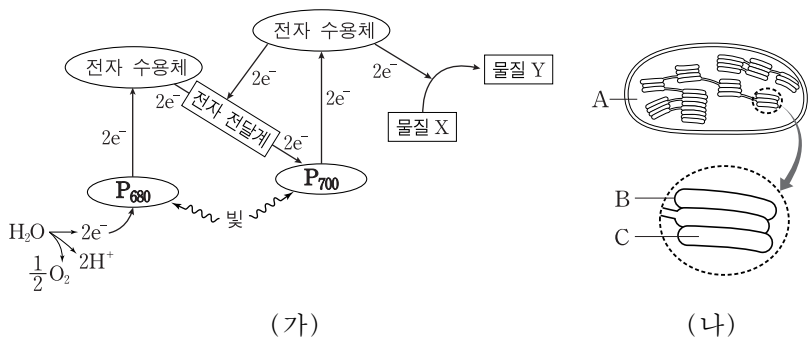 전자 수용체
전자 수용체
2e⁻
2e⁻
물질 Y
2e⁻
전자 전달계
2e⁻
2e⁻
물질 X
2e⁻
2e⁻
P₆₈₀
P₇₀₀
빛
H₂O
2e⁻
2H⁺
½O₂
(가)
A
B
C
(나)